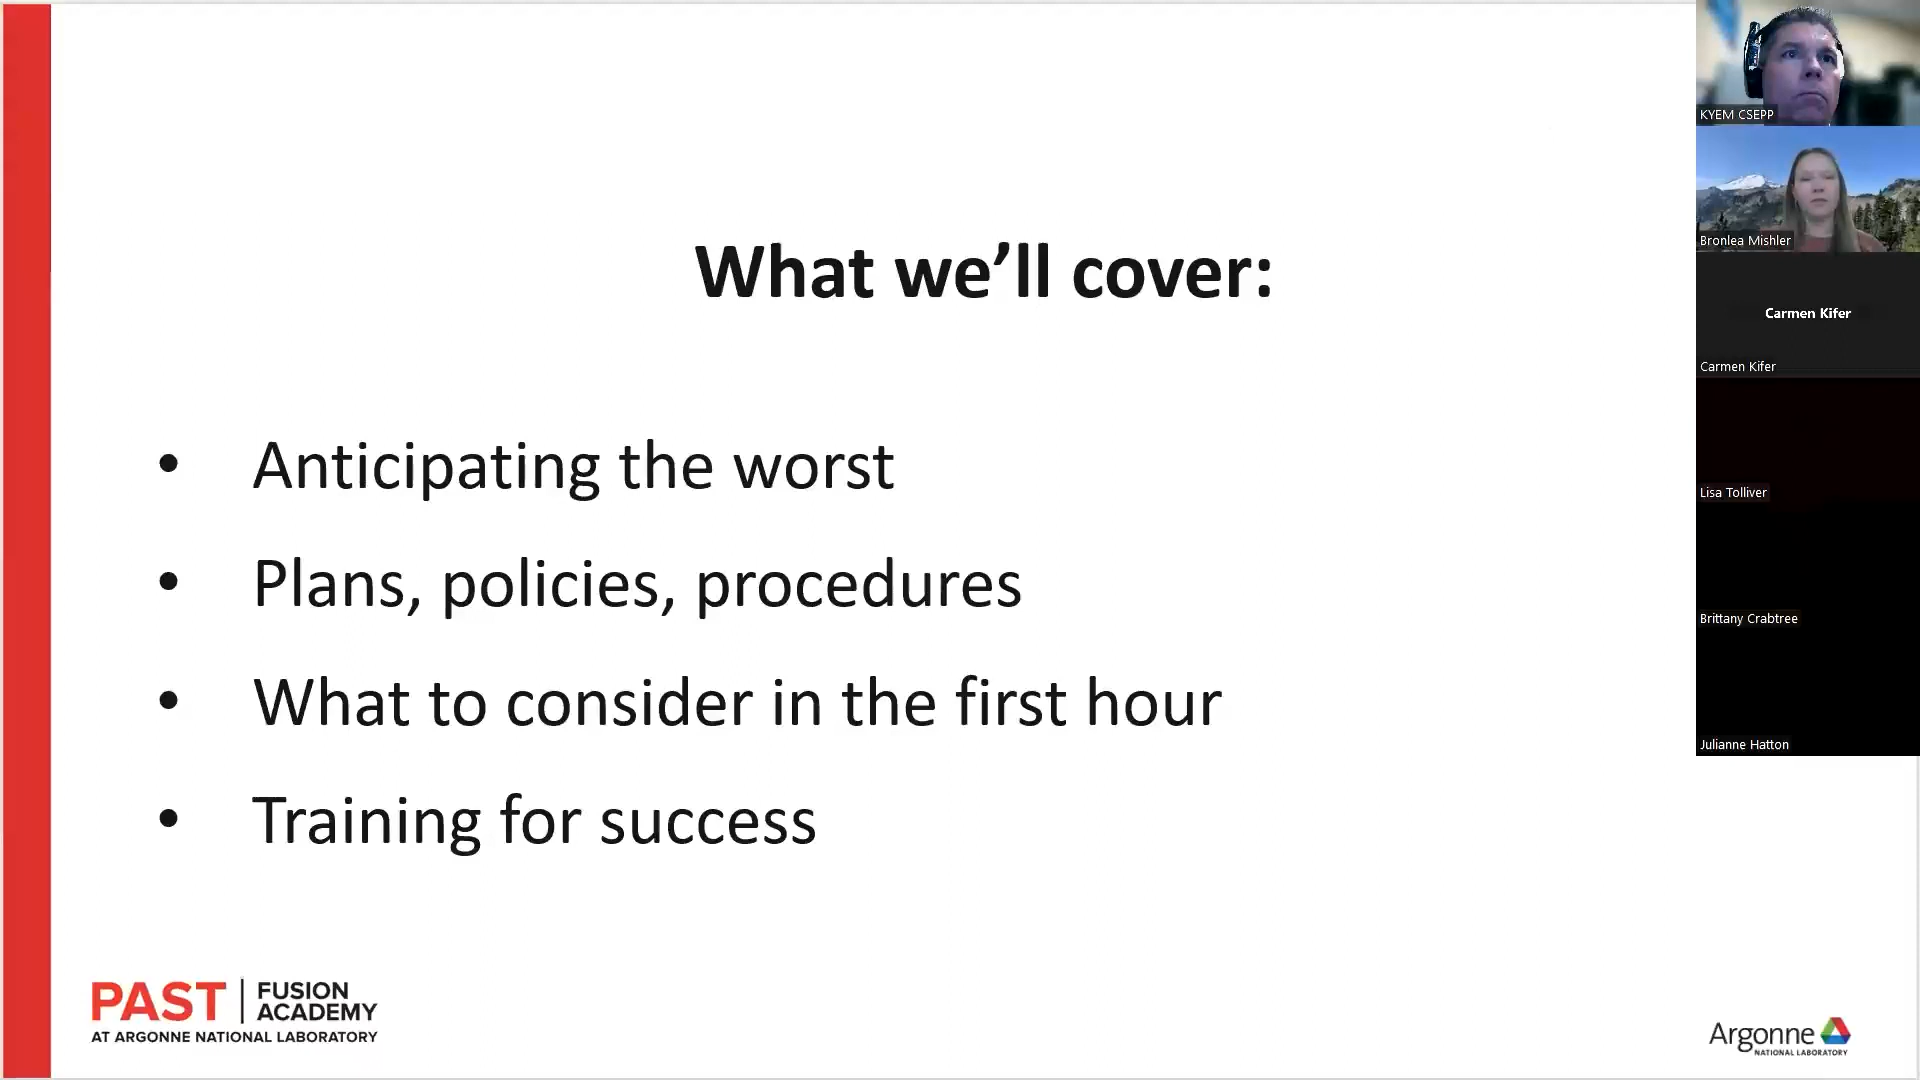 What we’ll cover:
• Anticipating the worst
• Plans, policies, procedures
• What to consider in the first hour
• Training for success
PAST | FUSION ACADEMY
AT ARGONNE NATIONAL LABORATORY
Argonne
NATIONAL LABORATORY
KYEM CSEPP
Bronlea Mishler
Carmen Kifer
Carmen Kifer
Lisa Tolliver
Brittany Crabtree
Julianne Hatton